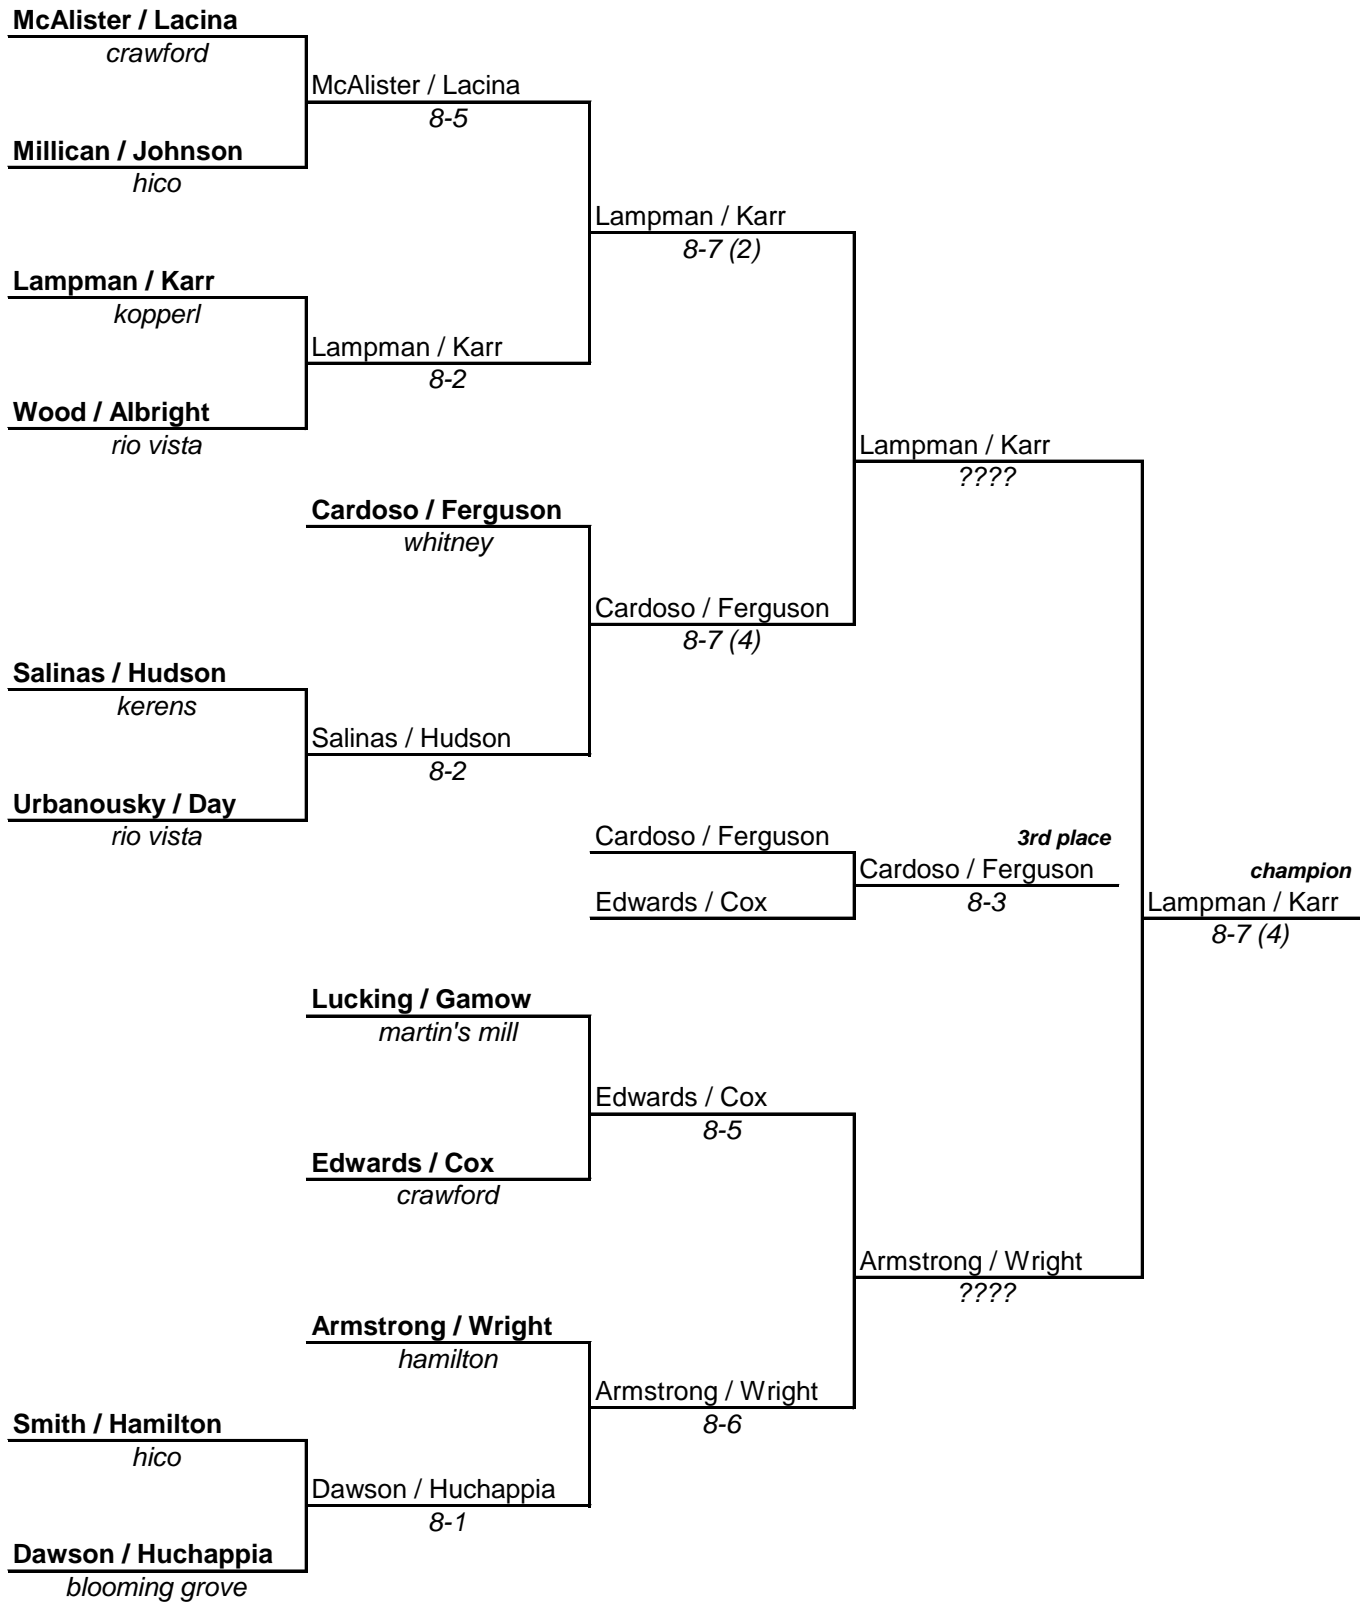 McAlister / Lacina
crawford
McAlister / Lacina
8-5
Millican / Johnson
hico
Lampman / Karr
8-7 (2)
Lampman / Karr
kopperl
Lampman / Karr
8-2
Wood / Albright
rio vista
Lampman / Karr
????
Cardoso / Ferguson
whitney
Cardoso / Ferguson
8-7 (4)
Salinas / Hudson
kerens
Salinas / Hudson
8-2
Urbanousky / Day
rio vista
Cardoso / Ferguson
3rd place
Cardoso / Ferguson
8-3
Edwards / Cox
champion
Lampman / Karr
8-7 (4)
Lucking / Gamow
martin's mill
Edwards / Cox
8-5
Edwards / Cox
crawford
Armstrong / Wright
????
Armstrong / Wright
hamilton
Armstrong / Wright
8-6
Smith / Hamilton
hico
Dawson / Huchappia
8-1
Dawson / Huchappia
blooming grove